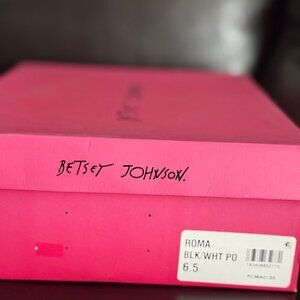 BETSEY JOHNSON.
ROMA
BLK/WHT PO
6.5